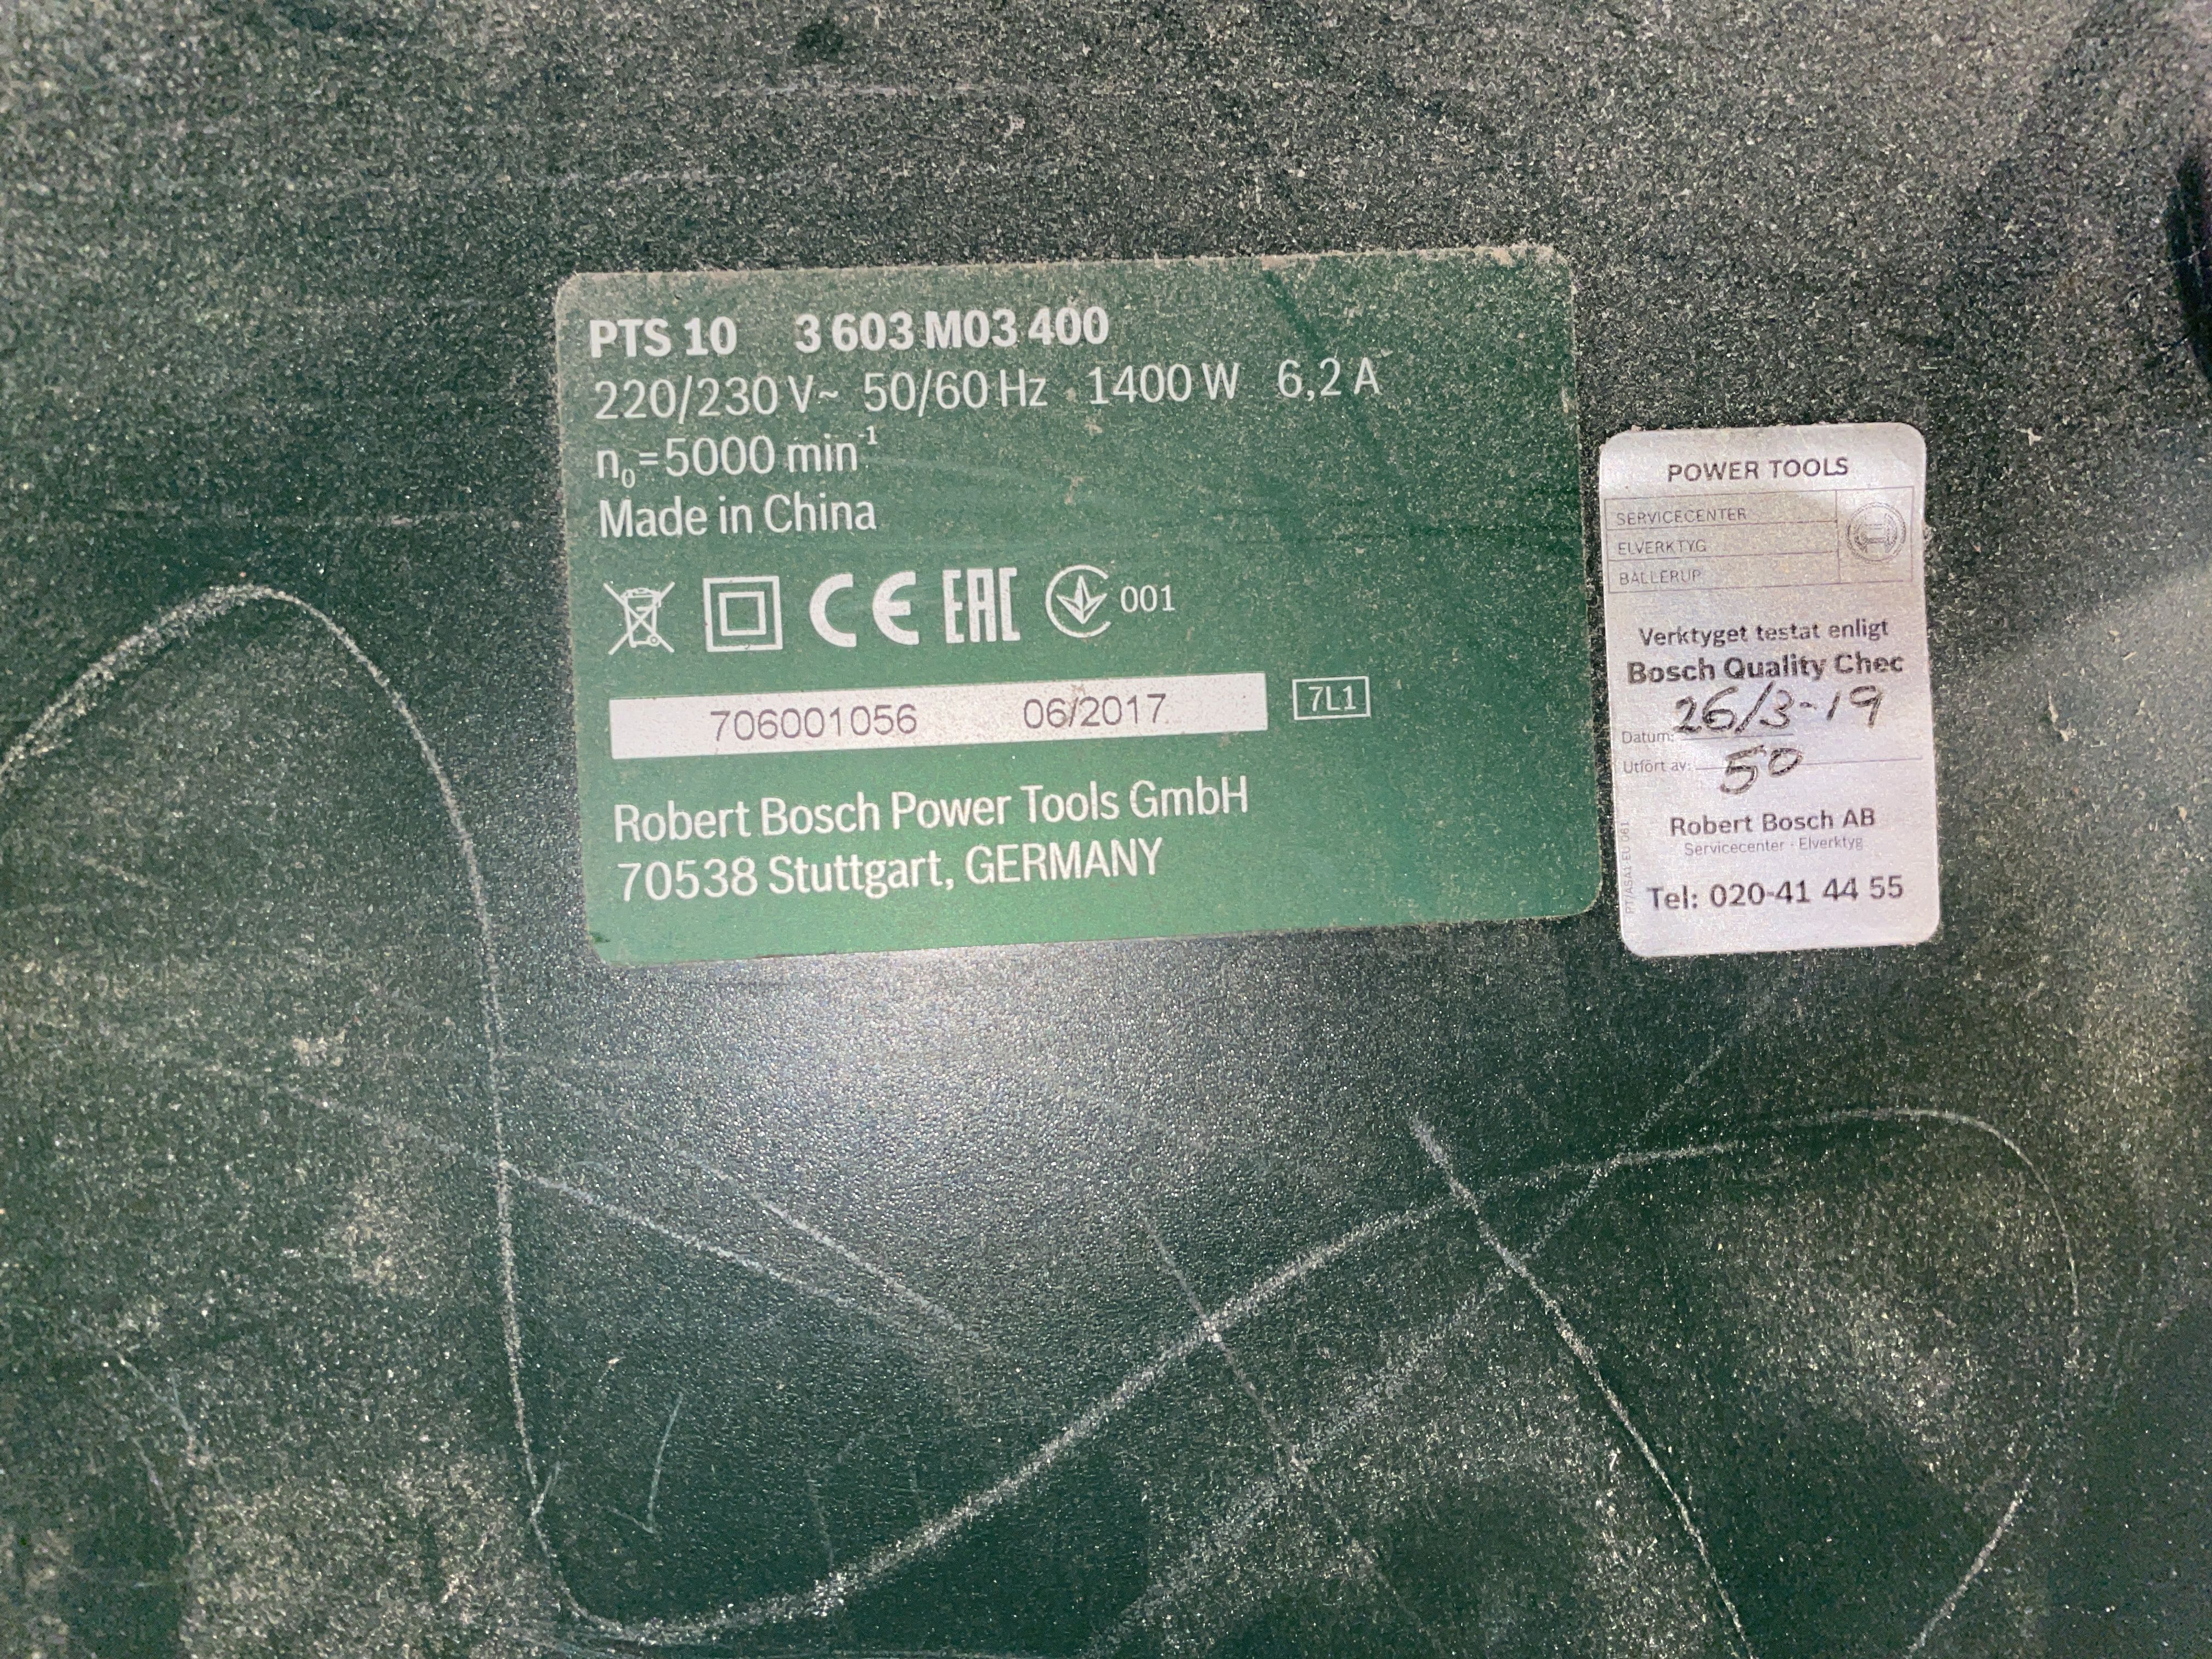 PTS 10 3 603 M03 400
220/230 V~ 50/60 Hz 1400 W 6,2 A
n₀=5000 min⁻¹
Made in China
CE EAC 001
706001056 06/2017 7L1
Robert Bosch Power Tools GmbH
70538 Stuttgart, GERMANY
POWER TOOLS
SERVICECENTER
ELVERKTYG
BALLERUP
Verktyget testat enligt
Bosch Quality Chec
Datum: 26/3-19
Utfört av: 50
Robert Bosch AB
Servicecenter - Elverktyg
Tel: 020-41 44 55